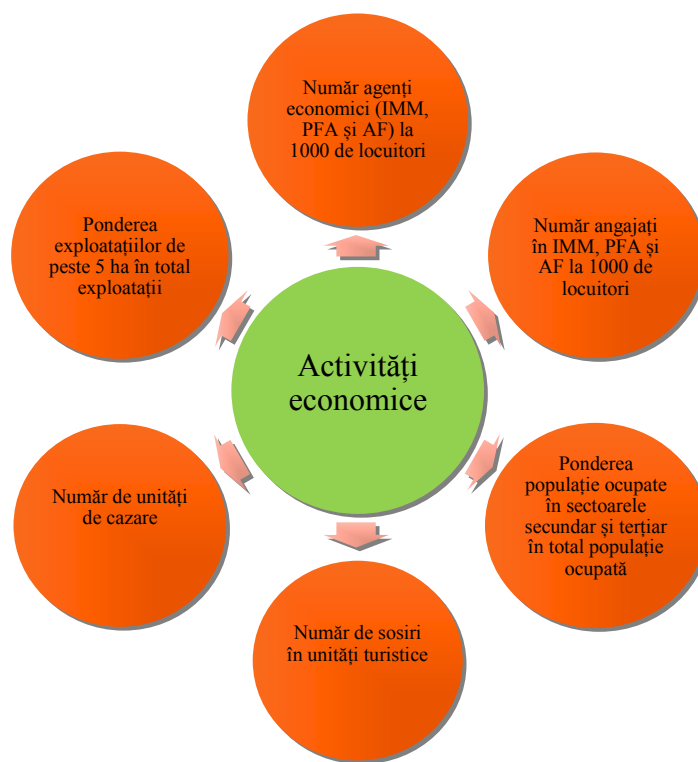 Număr agenți
economici (IMM,
PFA și AF) la
1000 de locuitori
Număr angajați
în IMM, PFA și
AF la 1000 de
locuitori
Ponderea
populație ocupate
în sectoarele
secundar și terțiar
în total populație
ocupată
Număr de sosiri
în unități turistice
Număr de unități
de cazare
Ponderea
exploatațiilor de
peste 5 ha în total
exploatații
Activități
economice